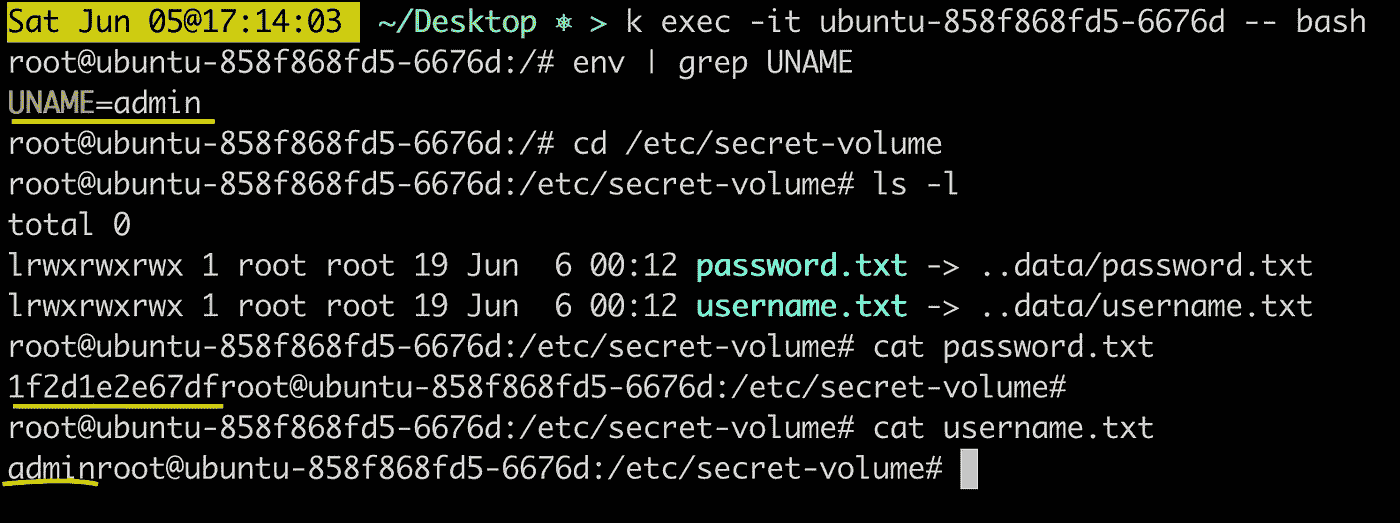 Sat Jun 05@17:14:03 ~/Desktop ⎈ > k exec -it ubuntu-858f868fd5-6676d -- bash
root@ubuntu-858f868fd5-6676d:/# env | grep UNAME
UNAME=admin
root@ubuntu-858f868fd5-6676d:/# cd /etc/secret-volume
root@ubuntu-858f868fd5-6676d:/etc/secret-volume# ls -l
total 0
lrwxrwxrwx 1 root root 19 Jun  6 00:12 password.txt -> ..data/password.txt
lrwxrwxrwx 1 root root 19 Jun  6 00:12 username.txt -> ..data/username.txt
root@ubuntu-858f868fd5-6676d:/etc/secret-volume# cat password.txt
1f2d1e2e67dfroot@ubuntu-858f868fd5-6676d:/etc/secret-volume#
root@ubuntu-858f868fd5-6676d:/etc/secret-volume# cat username.txt
adminroot@ubuntu-858f868fd5-6676d:/etc/secret-volume#